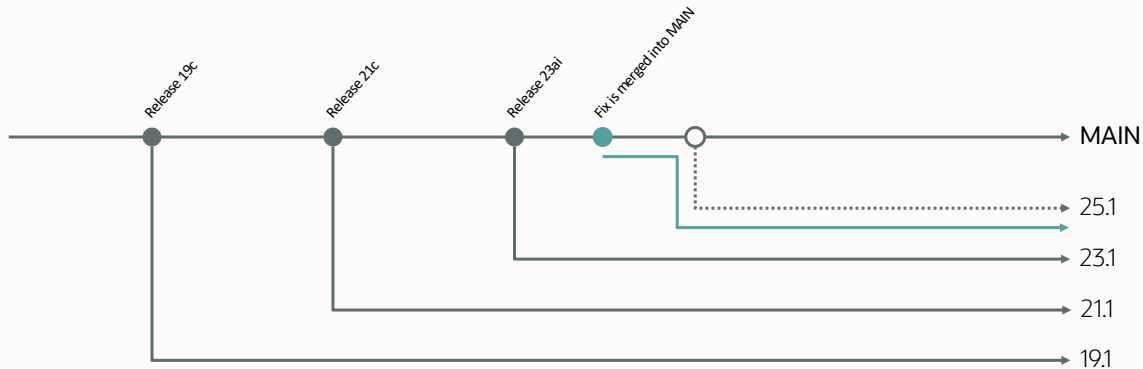 Release 19c
Release 21c
Release 23ai
Fix is merged into MAIN
MAIN
25.1
23.1
21.1
19.1